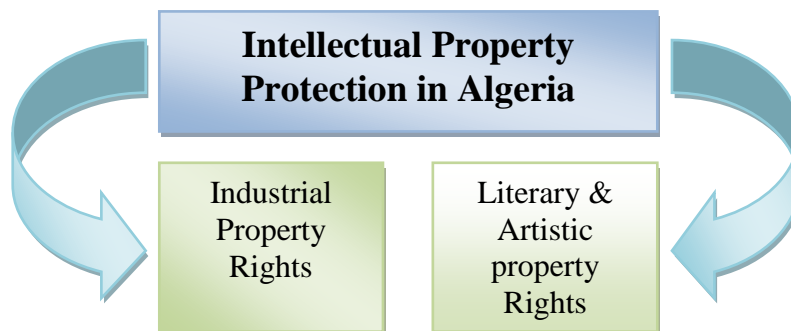 Intellectual Property
Protection in Algeria
Industrial
Property
Rights
Literary &
Artistic
property
Rights